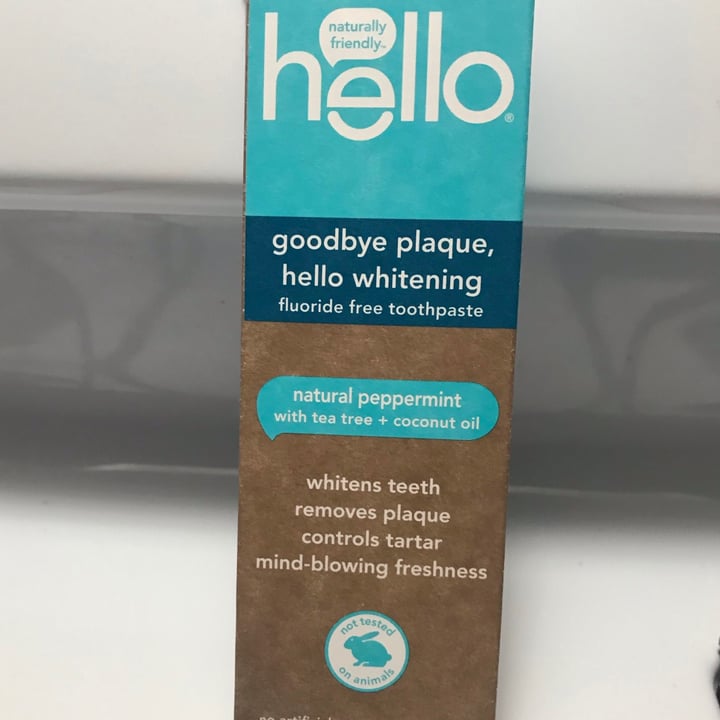 naturally
friendly™
hello®
goodbye plaque,
hello whitening
fluoride free toothpaste
natural peppermint
with tea tree + coconut oil
whitens teeth
removes plaque
controls tartar
mind-blowing freshness
not tested
on animals